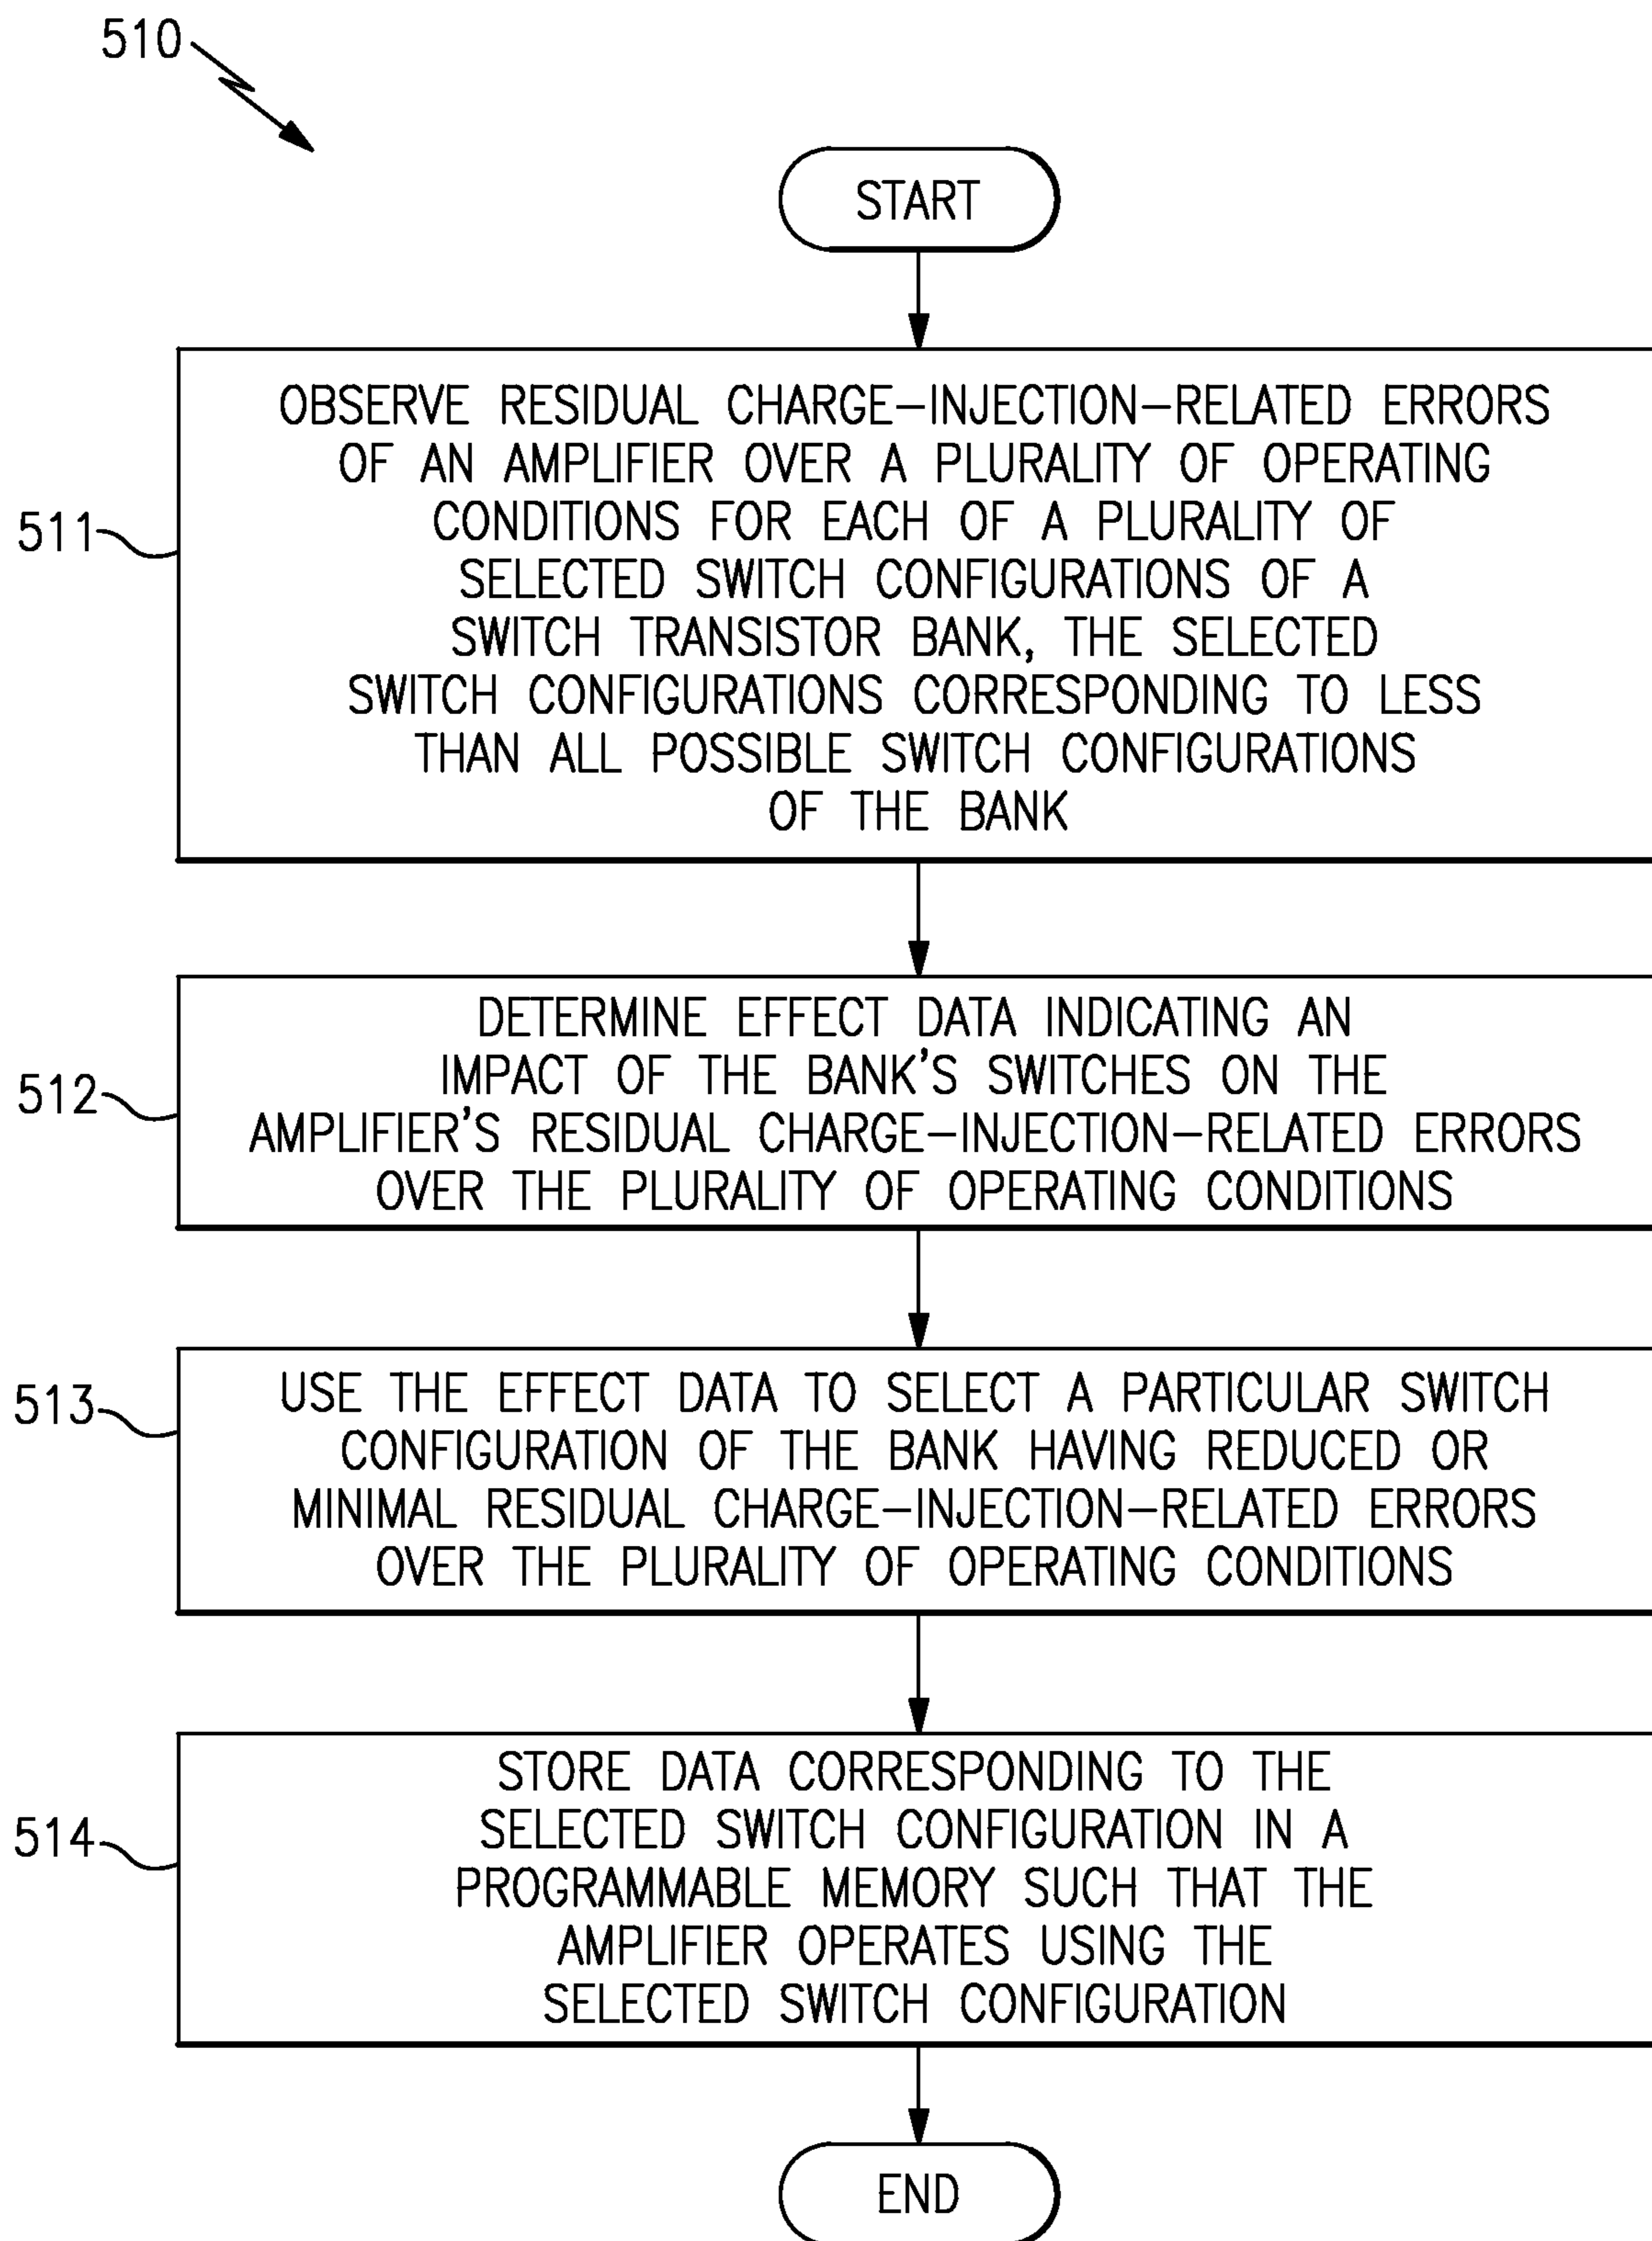 510
START
511
OBSERVE RESIDUAL CHARGE-INJECTION-RELATED ERRORS
OF AN AMPLIFIER OVER A PLURALITY OF OPERATING
CONDITIONS FOR EACH OF A PLURALITY OF
SELECTED SWITCH CONFIGURATIONS OF A
SWITCH TRANSISTOR BANK, THE SELECTED
SWITCH CONFIGURATIONS CORRESPONDING TO LESS
THAN ALL POSSIBLE SWITCH CONFIGURATIONS
OF THE BANK
512
DETERMINE EFFECT DATA INDICATING AN
IMPACT OF THE BANK'S SWITCHES ON THE
AMPLIFIER'S RESIDUAL CHARGE-INJECTION-RELATED ERRORS
OVER THE PLURALITY OF OPERATING CONDITIONS
513
USE THE EFFECT DATA TO SELECT A PARTICULAR SWITCH
CONFIGURATION OF THE BANK HAVING REDUCED OR
MINIMAL RESIDUAL CHARGE-INJECTION-RELATED ERRORS
OVER THE PLURALITY OF OPERATING CONDITIONS
514
STORE DATA CORRESPONDING TO THE
SELECTED SWITCH CONFIGURATION IN A
PROGRAMMABLE MEMORY SUCH THAT THE
AMPLIFIER OPERATES USING THE
SELECTED SWITCH CONFIGURATION
END